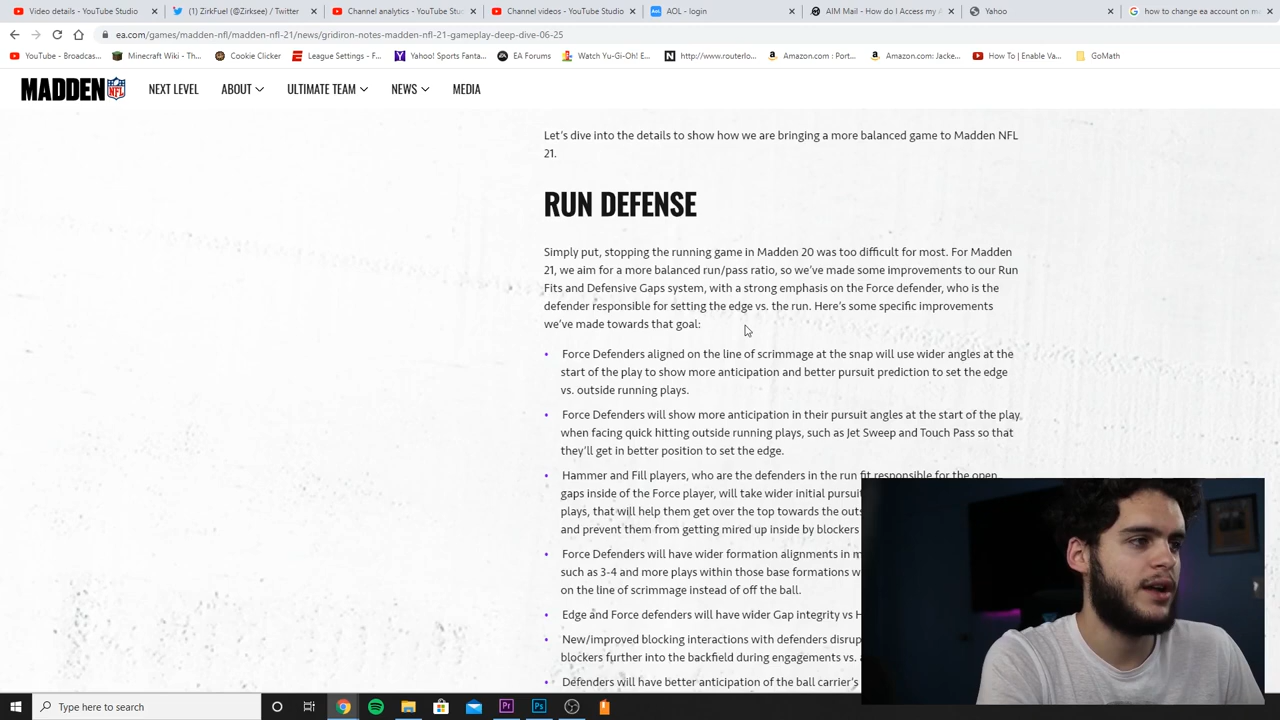 Video details - YouTube Studio
(1) ZirkFuel (@Zirksee) / Twitter
Channel analytics - YouTube Stu
Channel videos - YouTube Studio
AOL - login
AIM Mail - How do I Access my
Yahoo
how to change ea account on m
ea.com/games/madden-nfl/madden-nfl-21/news/gridiron-notes-madden-nfl-21-gameplay-deep-dive-06-25
YouTube - Broadcas...
Minecraft Wiki - Th...
Cookie Clicker
League Settings - F...
Yahoo! Sports Fanta...
EA Forums
Watch Yu-Gi-Oh! E...
http://www.routerlo...
Amazon.com : Port...
Amazon.com: Jacke...
How To | Enable Va...
GoMath
MADDEN NFL
NEXT LEVEL
ABOUT
ULTIMATE TEAM
NEWS
MEDIA
Let's dive into the details to show how we are bringing a more balanced game to Madden NFL
21.
RUN DEFENSE
Simply put, stopping the running game in Madden 20 was too difficult for most. For Madden
21, we aim for a more balanced run/pass ratio, so we've made some improvements to our Run
Fits and Defensive Gaps system, with a strong emphasis on the Force defender, who is the
defender responsible for setting the edge vs. the run. Here's some specific improvements
we've made towards that goal:
• Force Defenders aligned on the line of scrimmage at the snap will use wider angles at the
start of the play to show more anticipation and better pursuit prediction to set the edge
vs. outside running plays.
• Force Defenders will show more anticipation in their pursuit angles at the start of the play
when facing quick hitting outside running plays, such as Jet Sweep and Touch Pass so that
they'll get in better position to set the edge.
• Hammer and Fill players, who are the defenders in the run fit responsible for the open
gaps inside of the Force player, will take wider initial pursuit
plays, that will help them get over the top towards the
and prevent them from getting mired up inside by blockers
• Force Defenders will have wider formation alignments in
such as 3-4 and more plays within those base formations
on the line of scrimmage instead of off the ball.
• Edge and Force defenders will have wider Gap integrity vs
• New/improved blocking interactions with defenders
blockers further into the backfield during engagements vs.
• Defenders will have better anticipation of the ball carrier's
Type here to search